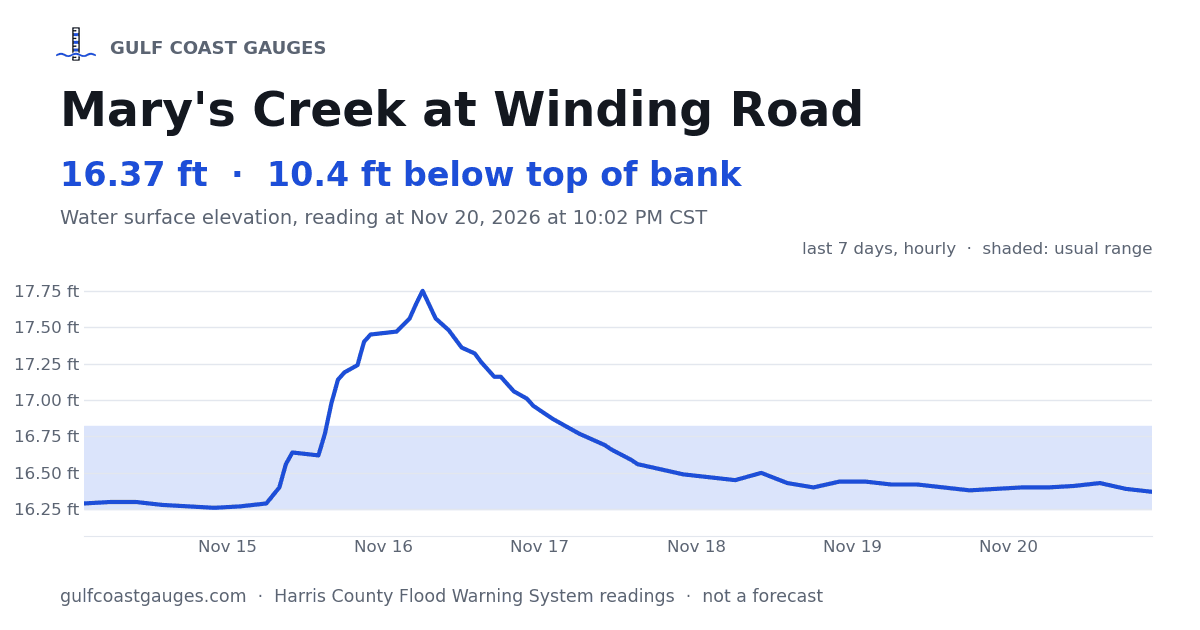 GULF COAST GAUGES
Mary's Creek at Winding Road
16.37 ft · 10.4 ft below top of bank
Water surface elevation, reading at Nov 20, 2026 at 10:02 PM CST
last 7 days, hourly · shaded: usual range
17.75 ft
17.50 ft
17.25 ft
17.00 ft
16.75 ft
16.50 ft
16.25 ft
Nov 15 Nov 16 Nov 17 Nov 18 Nov 19 Nov 20
gulfcoastgauges.com · Harris County Flood Warning System readings · not a forecast